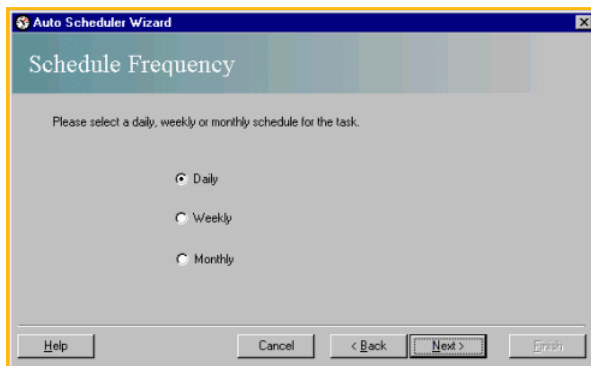 Auto Scheduler Wizard
Schedule Frequency
Please select a daily, weekly or monthly schedule for the task.
Daily
Weekly
Monthly
Help Cancel < Back Next > Finish